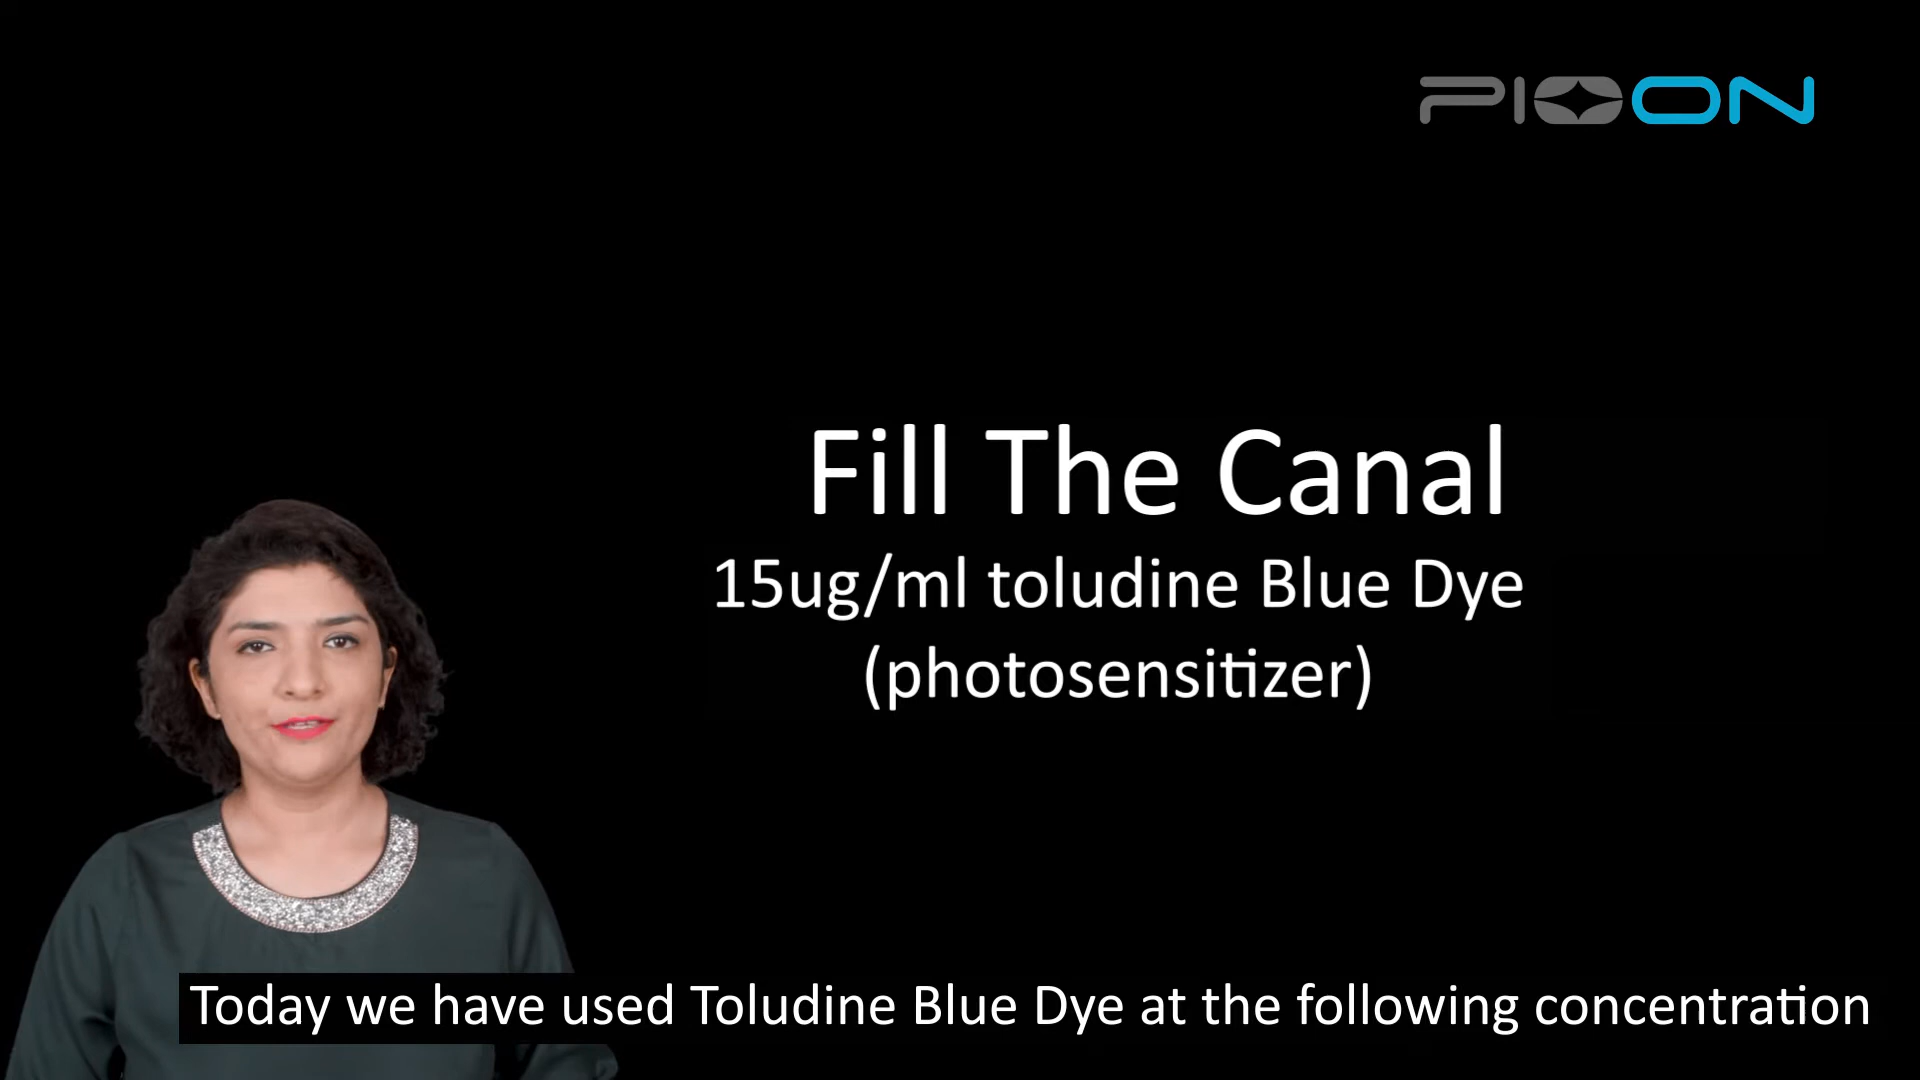 PIOON
Fill The Canal
15ug/ml toludine Blue Dye
(photosensitizer)
Today we have used Toludine Blue Dye at the following concentration